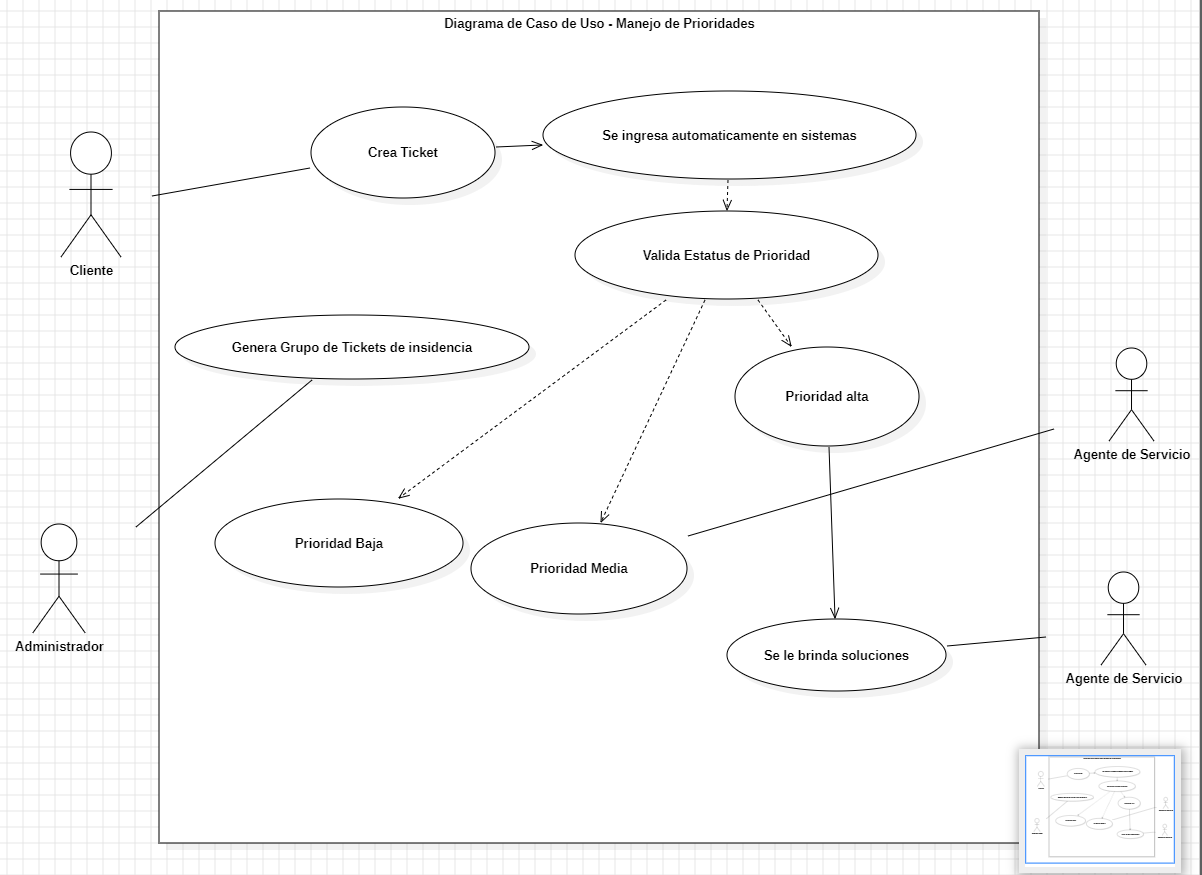 Diagrama de Caso de Uso - Manejo de Prioridades
Se ingresa automaticamente en sistemas
Crea Ticket
Valida Estatus de Prioridad
Cliente
Genera Grupo de Tickets de insidencia
Prioridad alta
Agente de Servicio
Prioridad Baja
Prioridad Media
Administrador
Se le brinda soluciones
Agente de Servicio